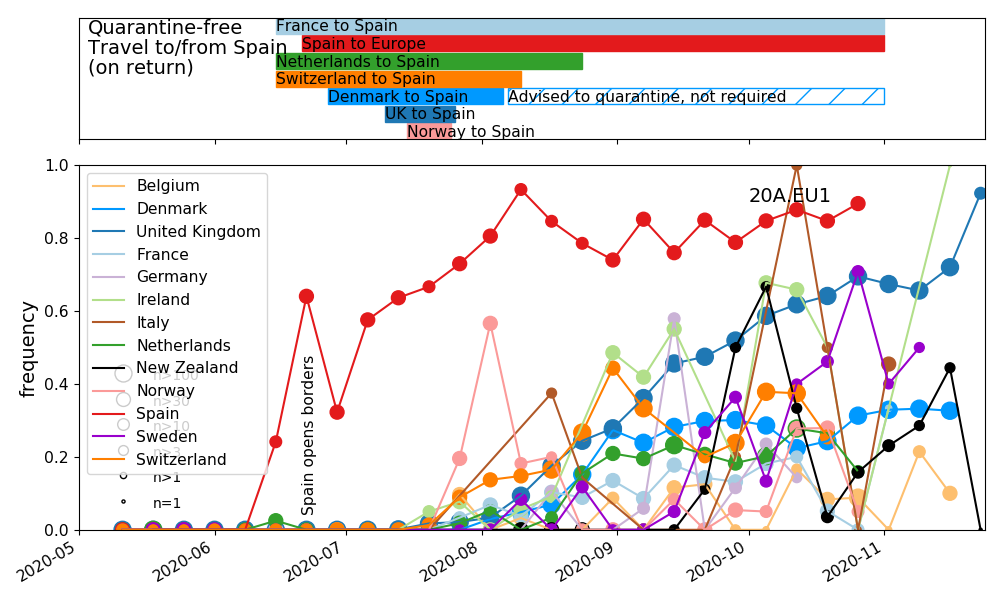 Quarantine-free
Travel to/from Spain
(on return)
France to Spain
Spain to Europe
Netherlands to Spain
Switzerland to Spain
Denmark to Spain
Advised to quarantine, not required
UK to Spain
Norway to Spain
1.0
0.8
0.6
0.4
0.2
0.0
frequency
Belgium
Denmark
United Kingdom
France
Germany
Ireland
Italy
Netherlands
New Zealand
Norway
Spain
Sweden
Switzerland
n>100
n>30
n>10
n>3
n>1
n=1
Spain opens borders
20A.EU1
2020-05
2020-06
2020-07
2020-08
2020-09
2020-10
2020-11